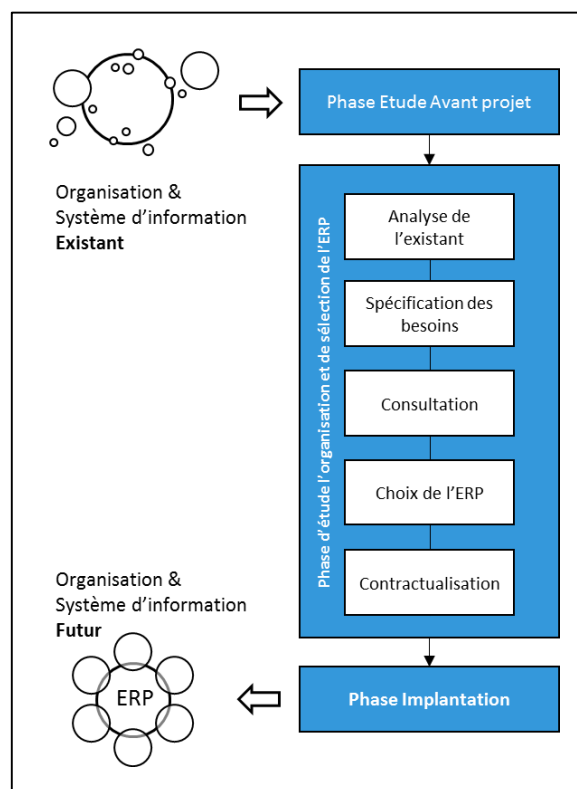 Phase Etude Avant projet
Organisation &
Système d’information
Existant
Phase d’étude l’organisation et de sélection de l’ERP
Analyse de
l’existant
Spécification des
besoins
Consultation
Choix de l’ERP
Contractualisation
Organisation &
Système d’information
Futur
ERP
Phase Implantation